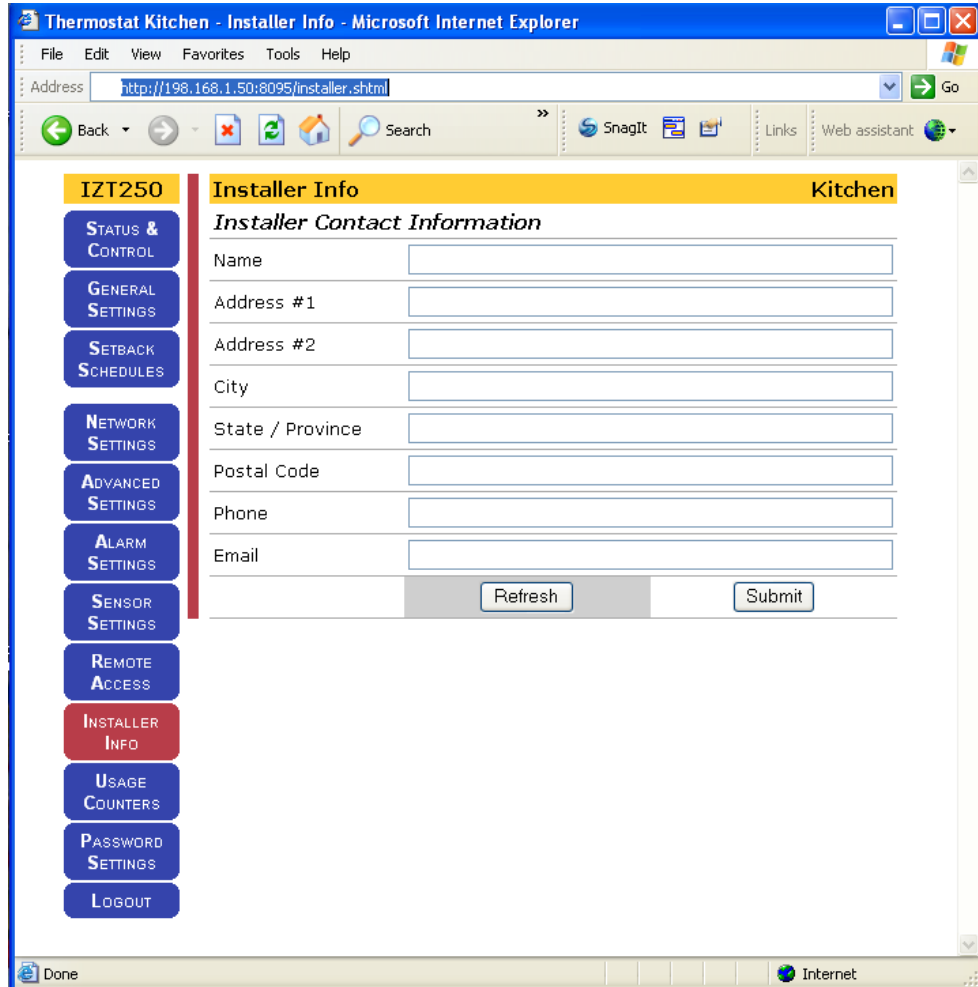 Thermostat Kitchen - Installer Info - Microsoft Internet Explorer
File Edit View Favorites Tools Help
Address http://198.168.1.50:8095/installer.shtml Go
Back Search » SnagIt Links Web assistant
IZT250
STATUS &
CONTROL
GENERAL
SETTINGS
SETBACK
SCHEDULES
NETWORK
SETTINGS
ADVANCED
SETTINGS
ALARM
SETTINGS
SENSOR
SETTINGS
REMOTE
ACCESS
INSTALLER
INFO
USAGE
COUNTERS
PASSWORD
SETTINGS
LOGOUT
Installer Info Kitchen
Installer Contact Information
Name
Address #1
Address #2
City
State / Province
Postal Code
Phone
Email
Refresh Submit
Done Internet